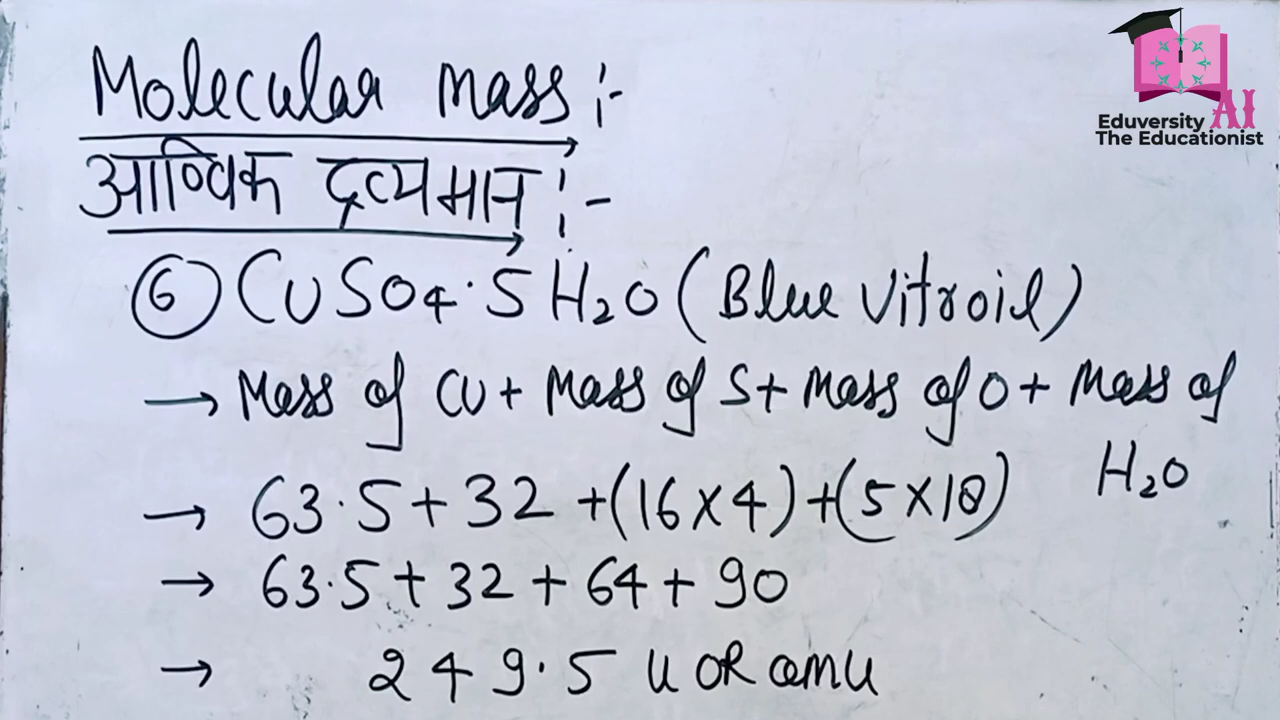 Molecular mass :-
आण्विक द्रव्यमान :-
AI
Eduversity
The Educationist
⑥ CuSO4·5H2O (Blue Vitroil)
→ Mass of Cu + Mass of S + Mass of O + Mass of
H2O
→ 63.5 + 32 + (16×4) + (5×18)
→ 63.5 + 32 + 64 + 90
→ 249.5 u OR amu